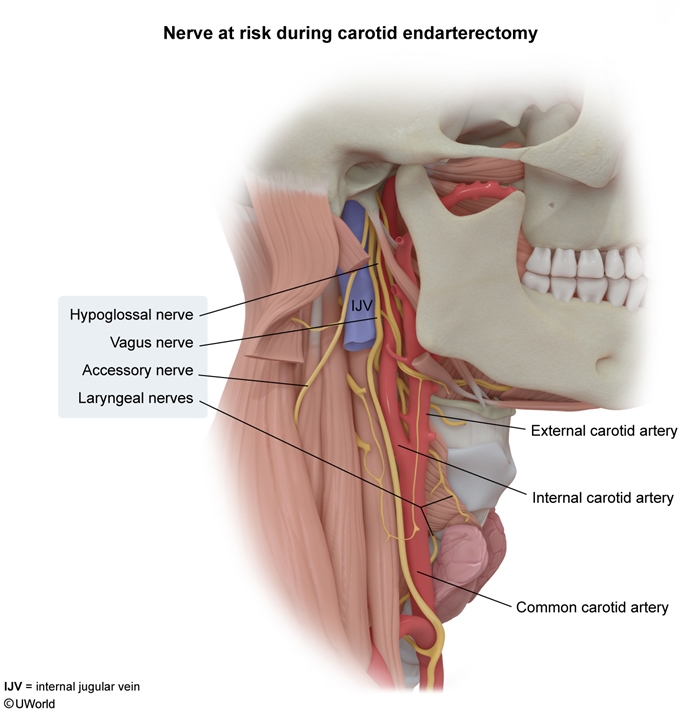 Nerve at risk during carotid endarterectomy
IJV
Hypoglossal nerve
Vagus nerve
Accessory nerve
Laryngeal nerves
External carotid artery
Internal carotid artery
Common carotid artery
IJV = internal jugular vein
©UWorld